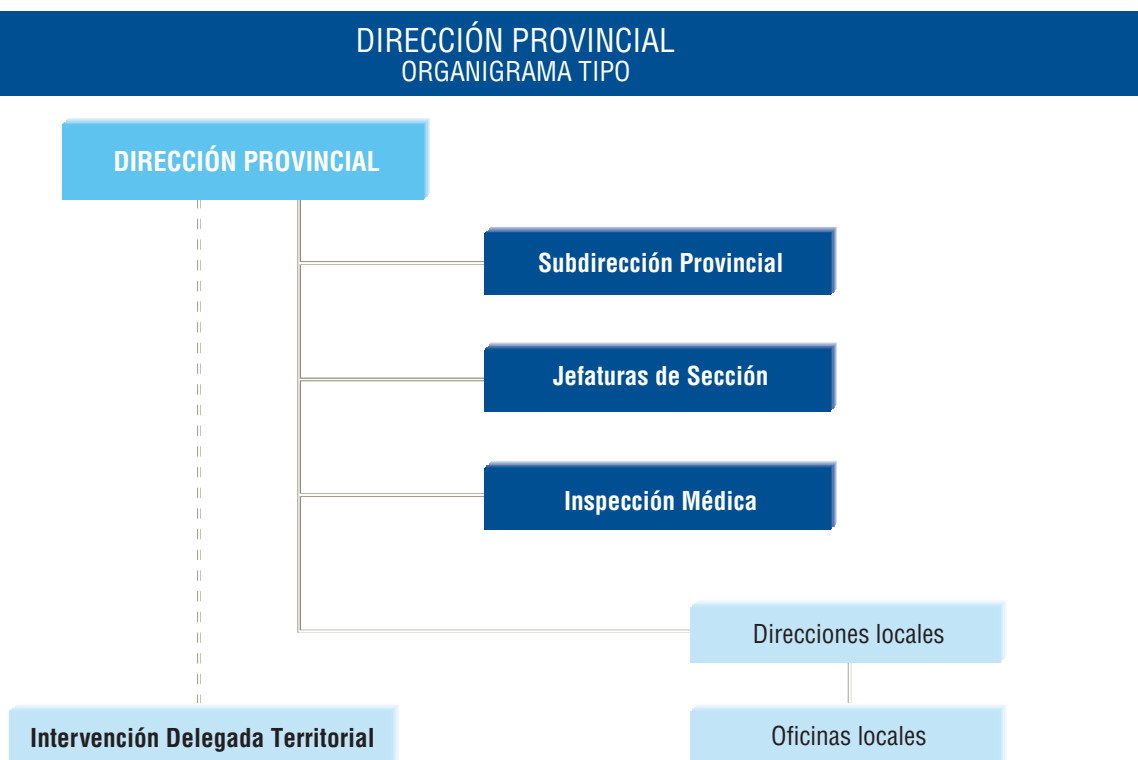 DIRECCIÓN PROVINCIAL
ORGANIGRAMA TIPO
DIRECCIÓN PROVINCIAL
Subdirección Provincial
Jefaturas de Sección
Inspección Médica
Direcciones locales
Intervención Delegada Territorial
Oficinas locales